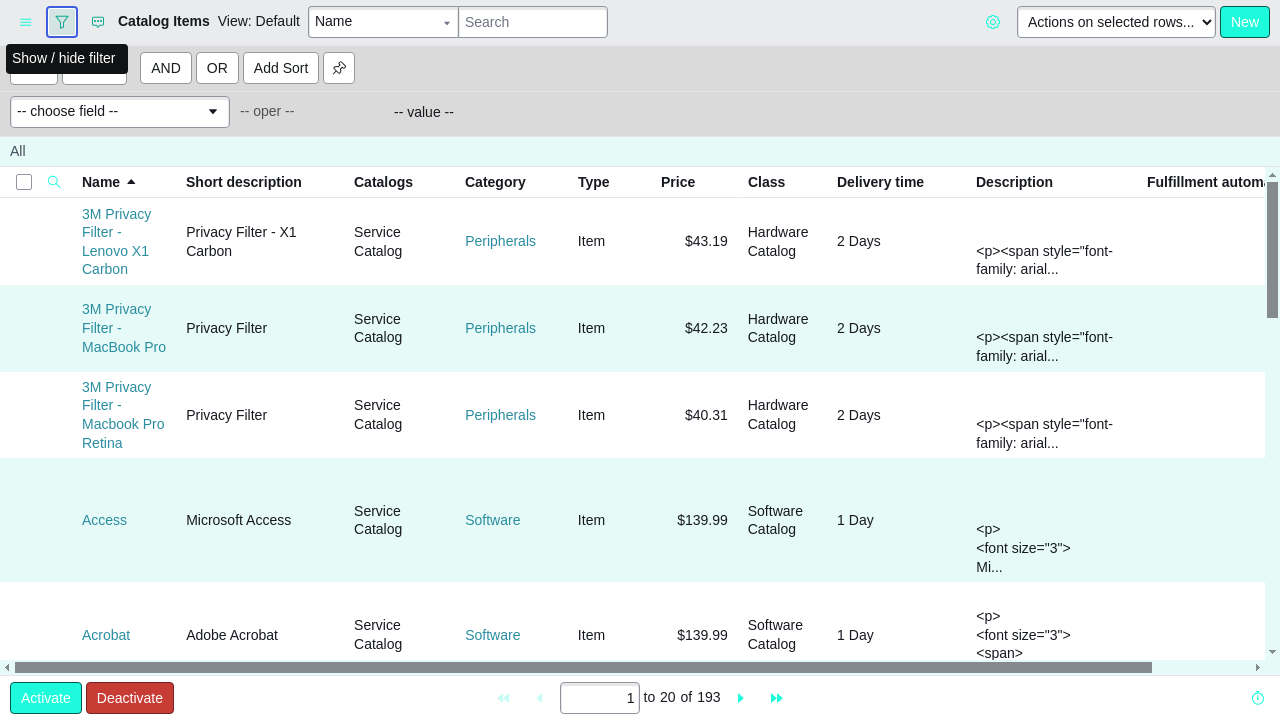 Catalog Items View: Default Name Search Actions on selected rows... New
Show / hide filter
AND OR Add Sort
-- choose field -- -- oper -- -- value --
All
Name Short description Catalogs Category Type Price Class Delivery time Description Fulfillment automa
3M Privacy Filter - Lenovo X1 Carbon Privacy Filter - X1 Carbon Service Catalog Peripherals Item $43.19 Hardware Catalog 2 Days <p><span style="font-family: arial...
3M Privacy Filter - MacBook Pro Privacy Filter Service Catalog Peripherals Item $42.23 Hardware Catalog 2 Days <p><span style="font-family: arial...
3M Privacy Filter - Macbook Pro Retina Privacy Filter Service Catalog Peripherals Item $40.31 Hardware Catalog 2 Days <p><span style="font-family: arial...
Access Microsoft Access Service Catalog Software Item $139.99 Software Catalog 1 Day <p> <font size="3"> Mi...
Acrobat Adobe Acrobat Service Catalog Software Item $139.99 Software Catalog 1 Day <p> <font size="3"> <span>
Activate Deactivate 1 to 20 of 193